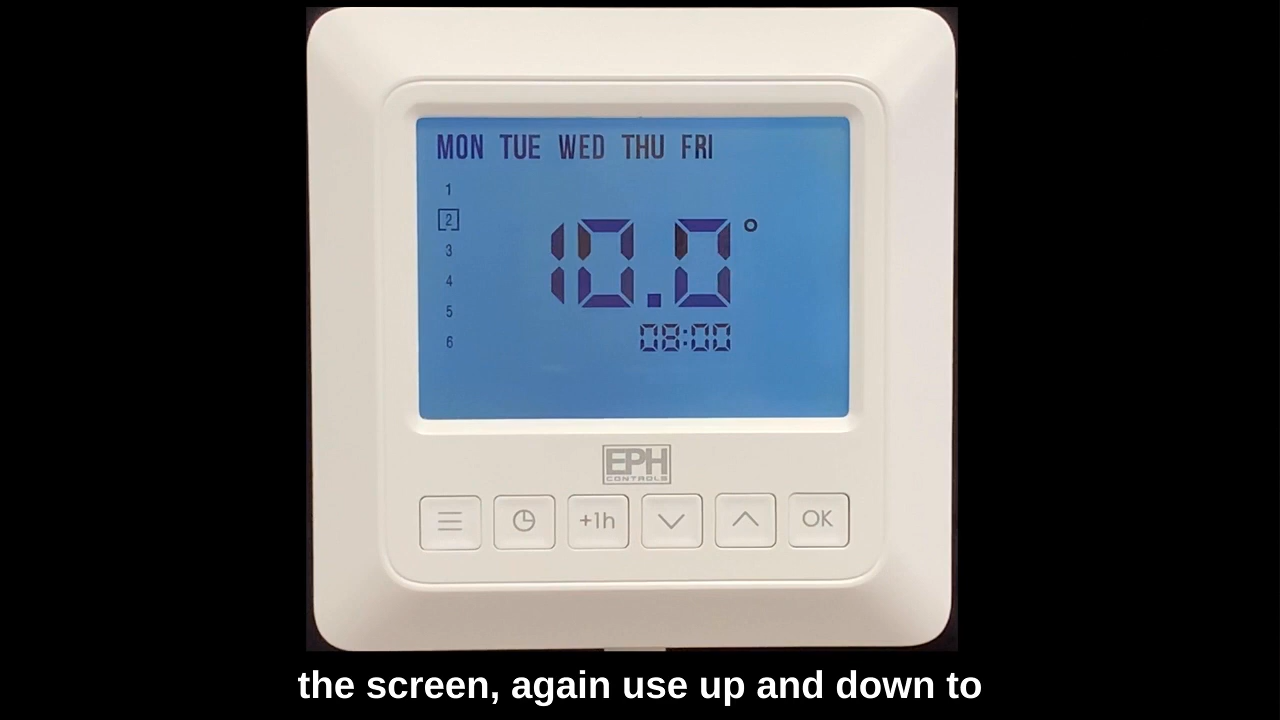 MON TUE WED THU FRI
1
2
3
4
5
6
10.0°
08:00
EPH
CONTROLS
+1h
OK
the screen, again use up and down to